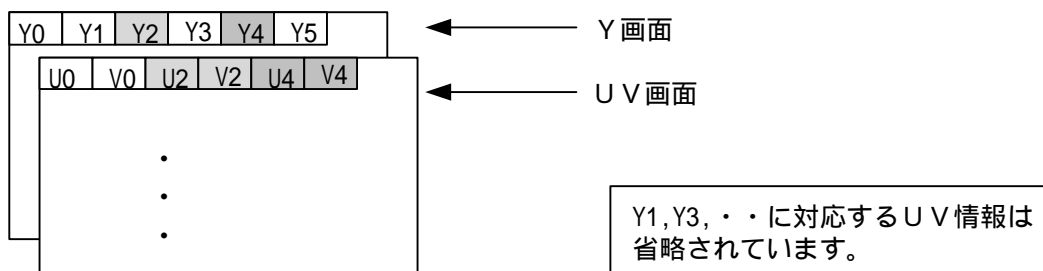 Y0 Y1 Y2 Y3 Y4 Y5
Y画面
U0 V0 U2 V2 U4 V4
UV画面
・
・
・
Y1,Y3,・・に対応するUV情報は
省略されています。